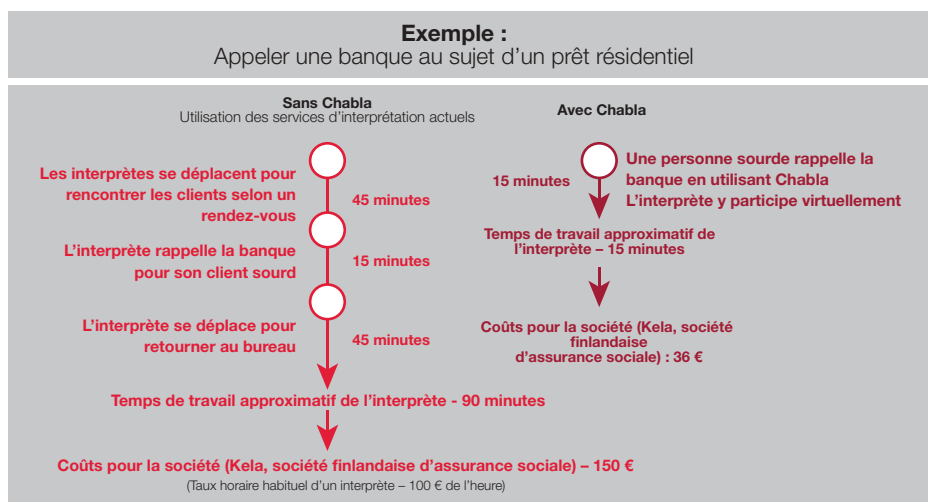 Exemple :
Appeler une banque au sujet d’un prêt résidentiel
Sans Chabla
Utilisation des services d’interprétation actuels
Les interprètes se déplacent pour
rencontrer les clients selon un
rendez-vous
45 minutes
L’interprète rappelle la banque
pour son client sourd
15 minutes
L’interprète se déplace pour
retourner au bureau
45 minutes
Temps de travail approximatif de l’interprète - 90 minutes
Coûts pour la société (Kela, société finlandaise d’assurance sociale) – 150 €
(Taux horaire habituel d’un interprète – 100 € de l’heure)
Avec Chabla
15 minutes
Une personne sourde rappelle la
banque en utilisant Chabla
L’interprète y participe virtuellement
Temps de travail approximatif de
l’interprète – 15 minutes
Coûts pour la société (Kela, société
finlandaise
d’assurance sociale) : 36 €